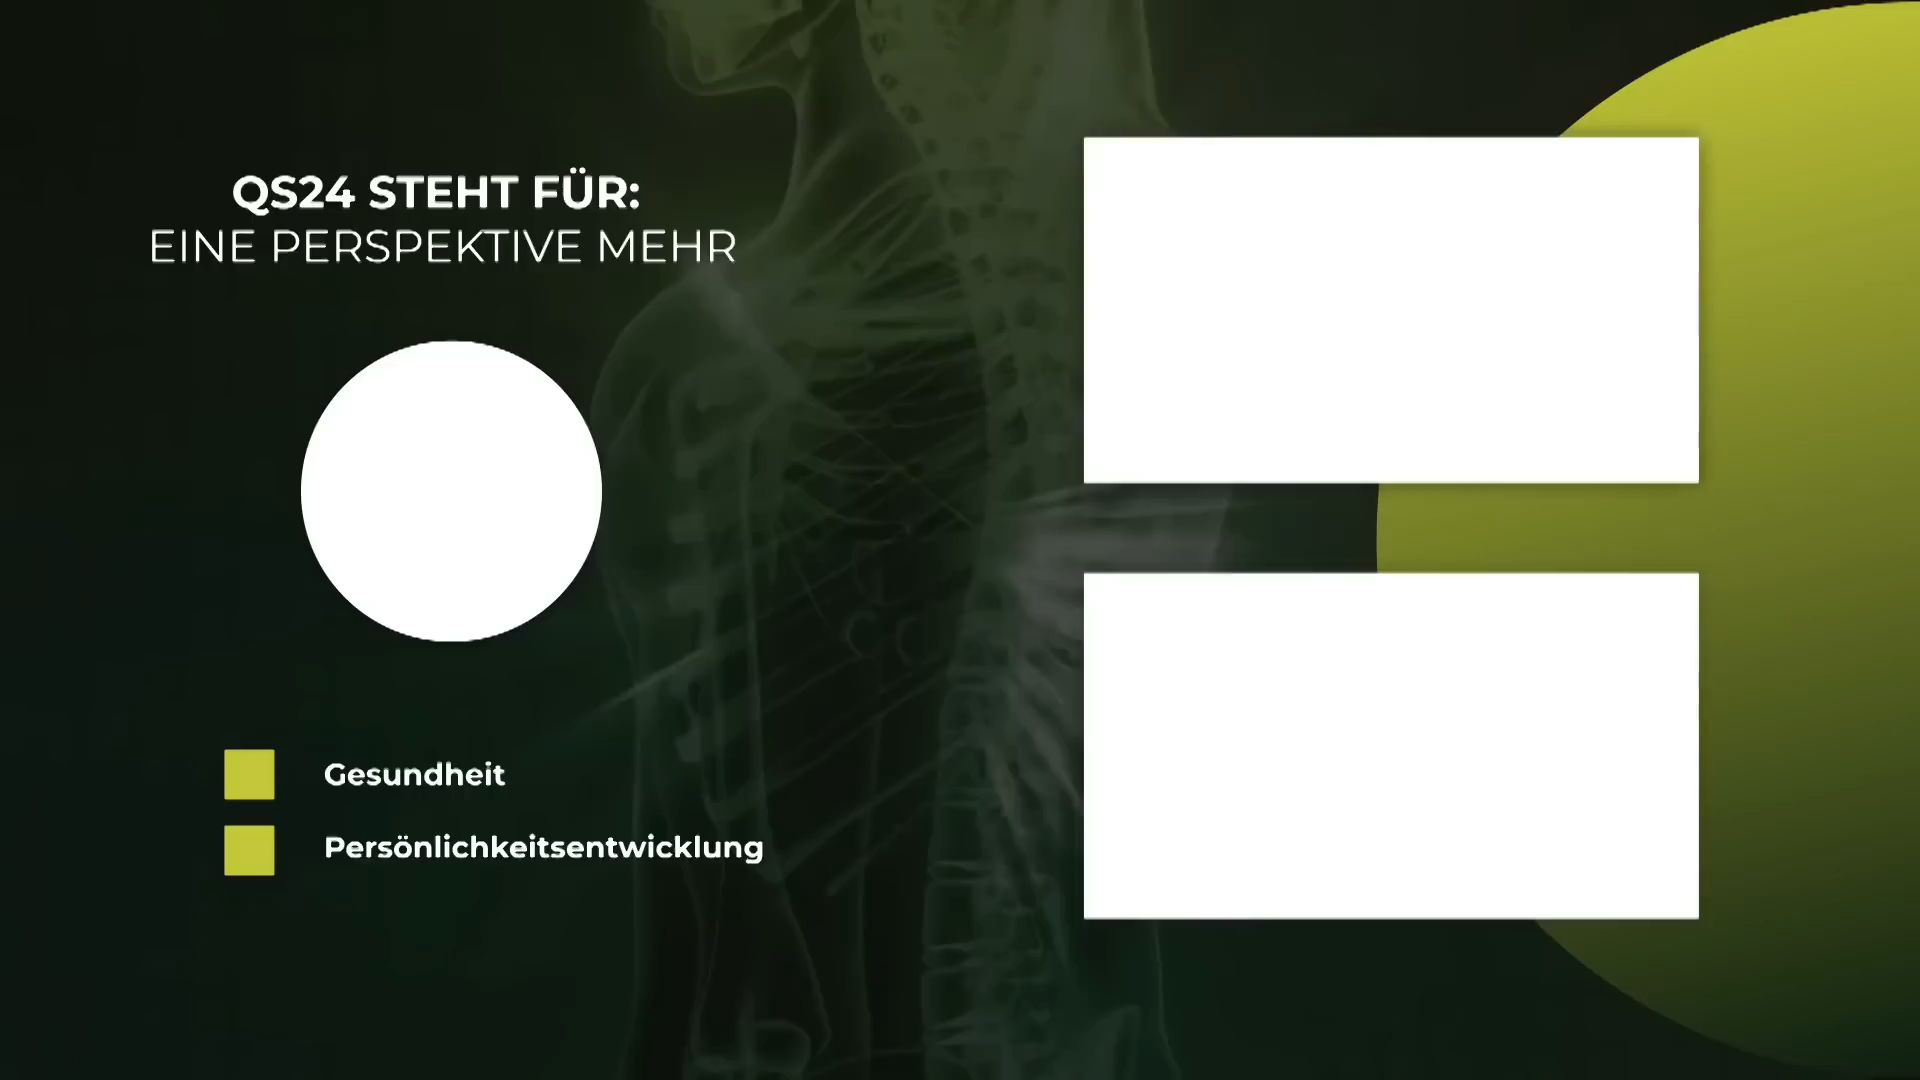 QS24 STEHT FÜR:
EINE PERSPEKTIVE MEHR
Gesundheit
Persönlichkeitsentwicklung